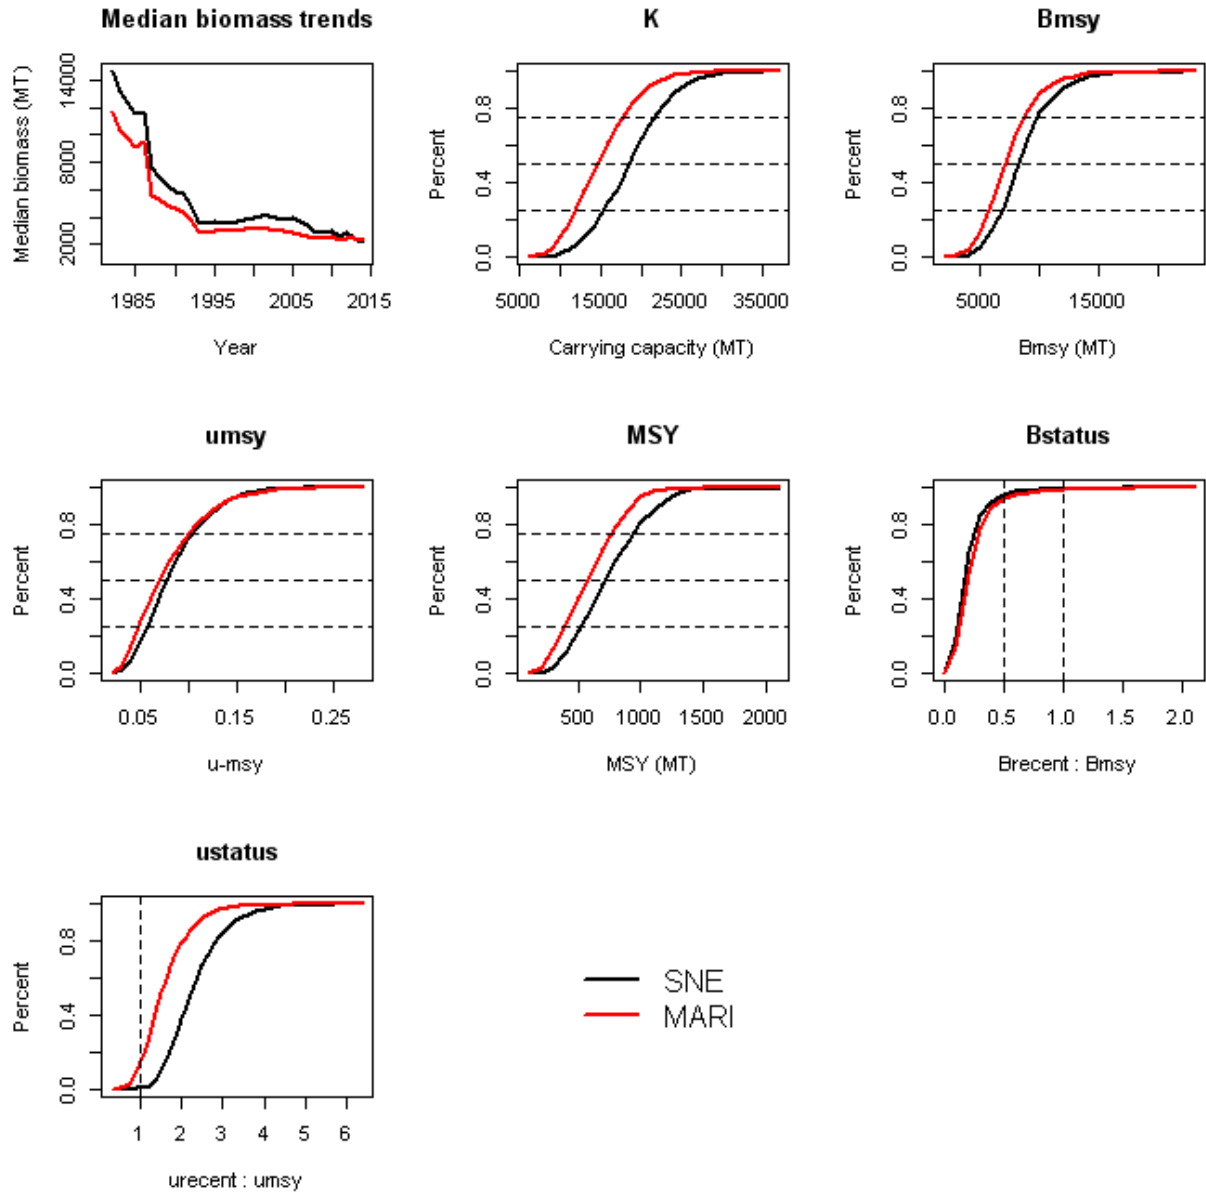 Median biomass trends
Median biomass (MT)
2000
8000
14000
1985
1995
2005
2015
Year
K
Percent
0.0
0.4
0.8
5000
15000
25000
35000
Carrying capacity (MT)
Bmsy
Percent
0.0
0.4
0.8
5000
15000
Bmsy (MT)
umsy
Percent
0.0
0.4
0.8
0.05
0.15
0.25
u-msy
MSY
Percent
0.0
0.4
0.8
500
1000
1500
2000
MSY (MT)
Bstatus
Percent
0.0
0.4
0.8
0.0
0.5
1.0
1.5
2.0
Brecent : Bmsy
ustatus
Percent
0.0
0.4
0.8
1
2
3
4
5
6
urecent : umsy
SNE
MARI